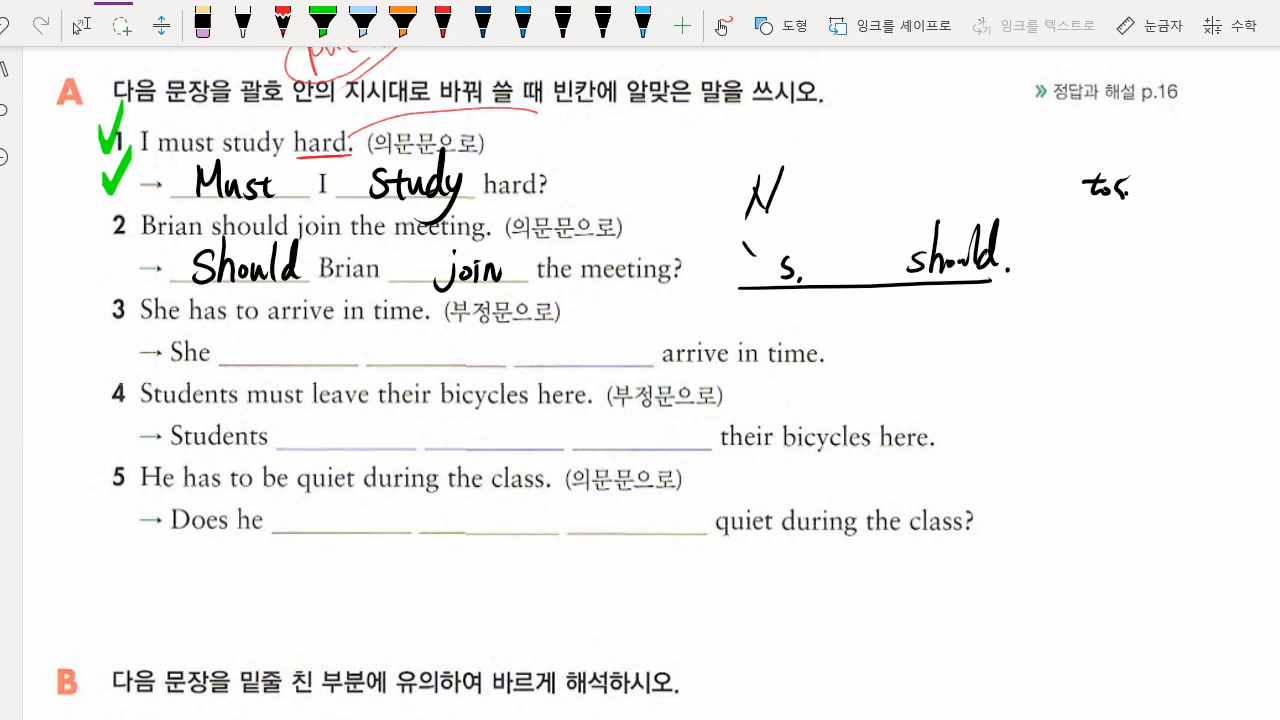 도형 잉크를 셰이프로 잉크를 텍스트로 눈금자 수학
A 다음 문장을 괄호 안의 지시대로 바꿔 쓸 때 빈칸에 알맞은 말을 쓰시오.
» 정답과 해설 p.16
1 I must study hard. (의문문으로)
→ Must I study hard?
2 Brian should join the meeting. (의문문으로)
→ Should Brian join the meeting?
s. should.
3 She has to arrive in time. (부정문으로)
→ She arrive in time.
4 Students must leave their bicycles here. (부정문으로)
→ Students their bicycles here.
5 He has to be quiet during the class. (의문문으로)
→ Does he quiet during the class?
B 다음 문장을 밑줄 친 부분에 유의하여 바르게 해석하시오.